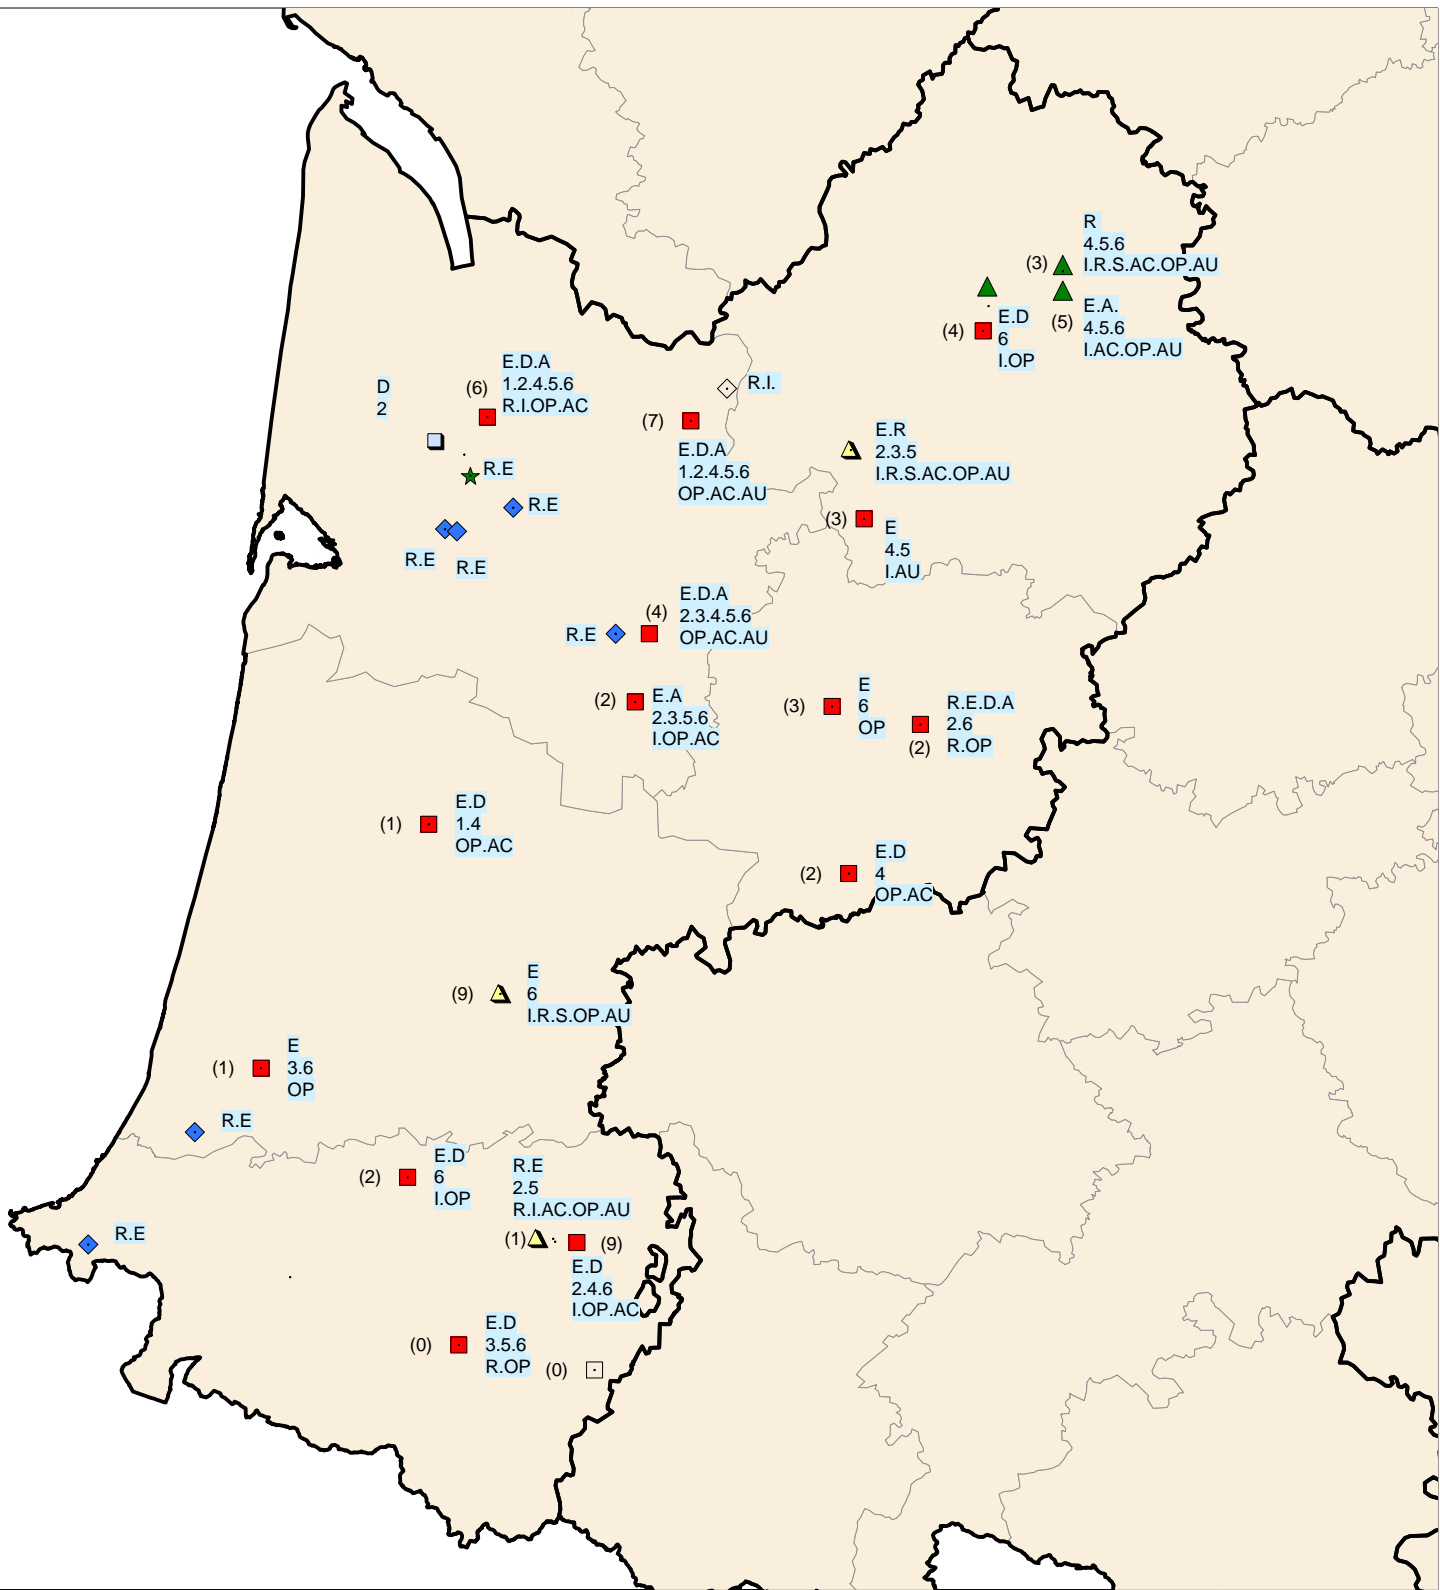 R
4.5.6
I.R.S.AC.OP.AU
(3)
E.A.
4.5.6
I.AC.OP.AU
(5)
(4)
E.D
6
I.OP
E.D.A
1.2.4.5.6
R.I.OP.AC
(6)
D
2
R.I.
(7)
E.D.A
1.2.4.5.6
OP.AC.AU
E.R
2.3.5
I.R.S.AC.OP.AU
R.E
R.E
R.E
R.E
(3)
E
4.5
I.AU
R.E
(4)
E.D.A
2.3.4.5.6
OP.AC.AU
(2)
E.A
2.3.5.6
I.OP.AC
(3)
E
6
OP
R.E.D.A
2.6
R.OP
(2)
(1)
E.D
1.4
OP.AC
(2)
E.D
4
OP.AC
(9)
E
6
I.R.S.OP.AU
(1)
E
3.6
OP
R.E
(2)
E.D
6
I.OP
R.E
2.5
R.I.AC.OP.AU
(1)
R.E
(9)
E.D
2.4.6
I.OP.AC
(0)
E.D
3.5.6
R.OP
(0)